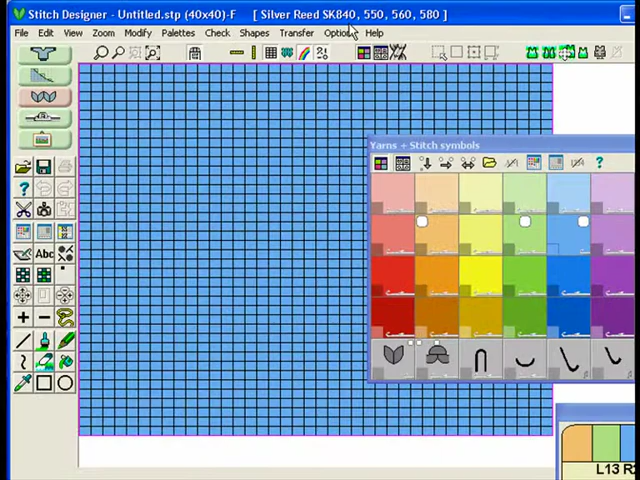 Stitch Designer - Untitled.stp (40x40)-F [ Silver Reed SK840, 550, 560, 580 ]
File Edit View Zoom Modify Palettes Check Shapes Transfer Options Help
Yarns + Stitch symbols
Abc
L13